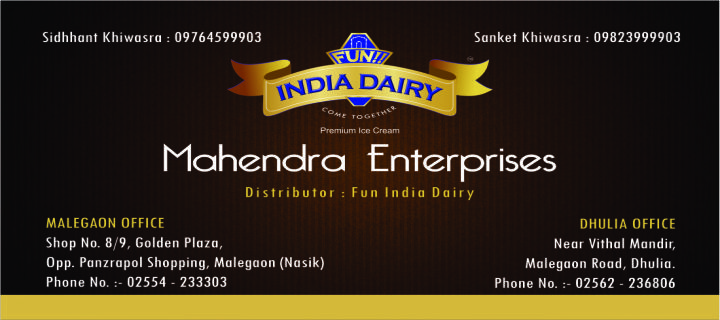 Sidhhant Khiwasra : 09764599903
Sanket Khiwasra : 09823999903
FUN!!
INDIA DAIRY
COME TOGETHER
Premium Ice Cream
Mahendra Enterprises
Distributor : Fun India Dairy
MALEGAON OFFICE
Shop No. 8/9, Golden Plaza,
Opp. Panzrapol Shopping, Malegaon (Nasik)
Phone No. :- 02554 - 233303
DHULIA OFFICE
Near Vithal Mandir,
Malegaon Road, Dhulia.
Phone No. :- 02562 - 236806